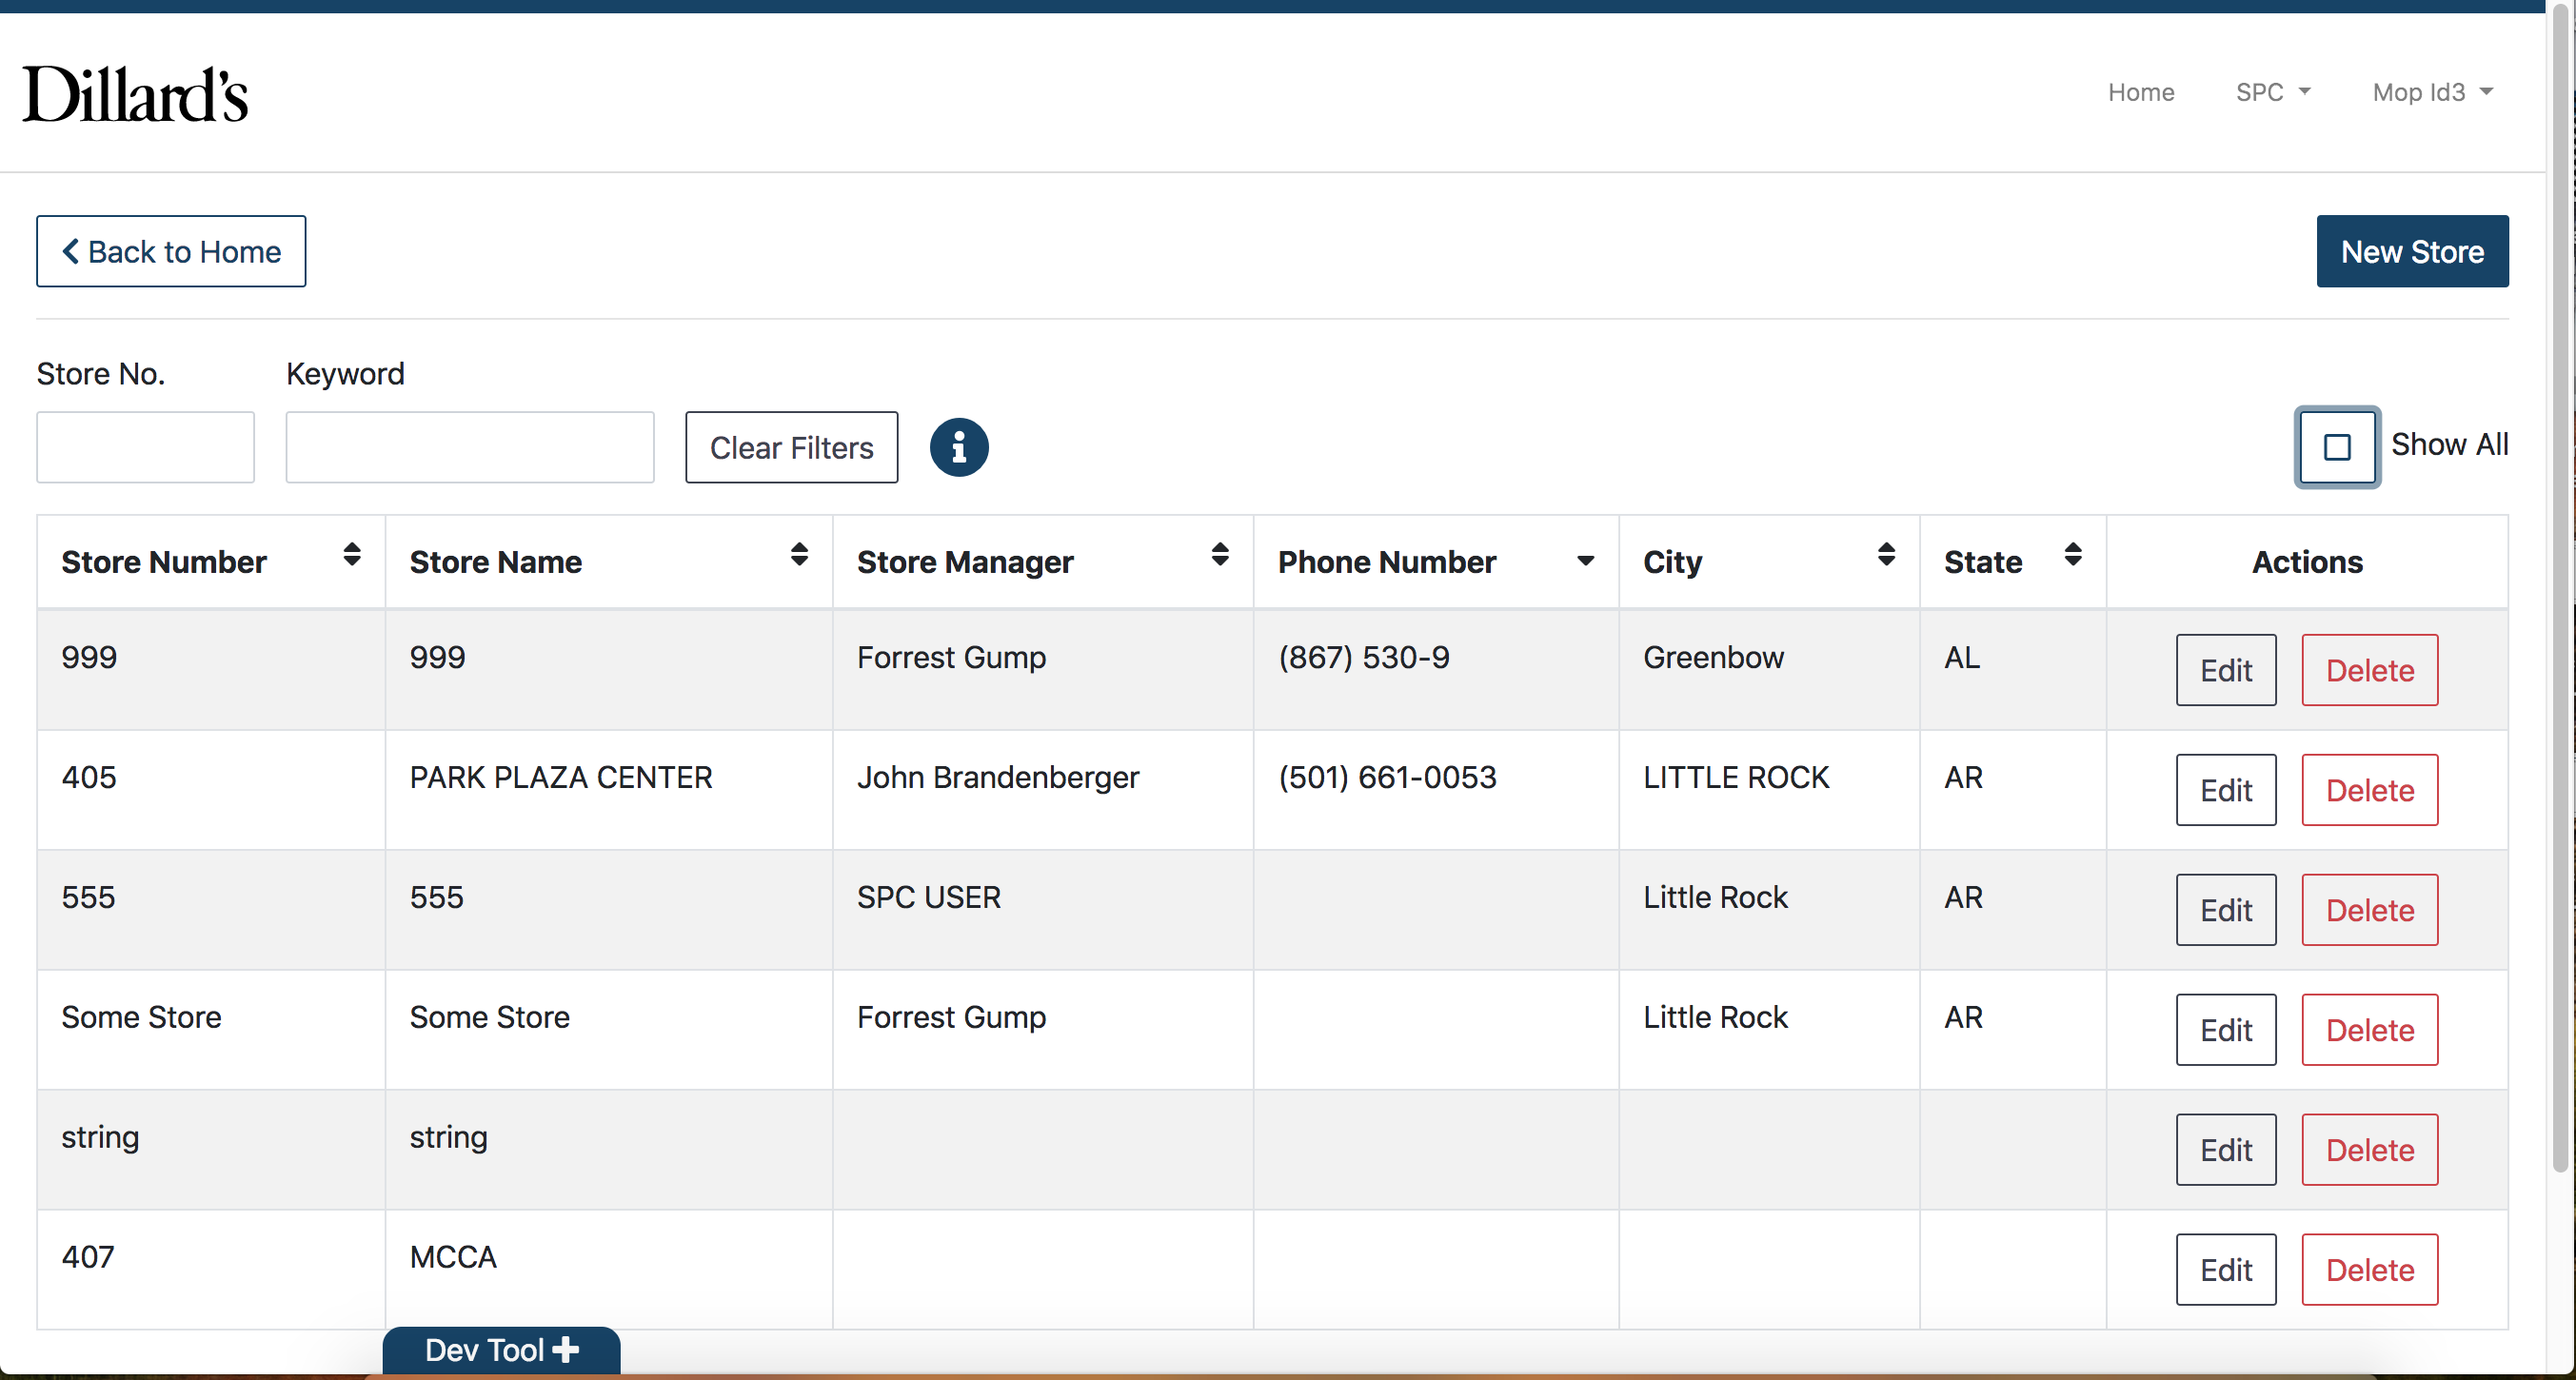 Dillard's
Home SPC Mop Id3
Back to Home New Store
Store No. Keyword
Clear Filters Show All
Store Number Store Name Store Manager Phone Number City State Actions
999 999 Forrest Gump (867) 530-9 Greenbow AL Edit Delete
405 PARK PLAZA CENTER John Brandenberger (501) 661-0053 LITTLE ROCK AR Edit Delete
555 555 SPC USER Little Rock AR Edit Delete
Some Store Some Store Forrest Gump Little Rock AR Edit Delete
string string Edit Delete
407 MCCA Edit Delete
Dev Tool